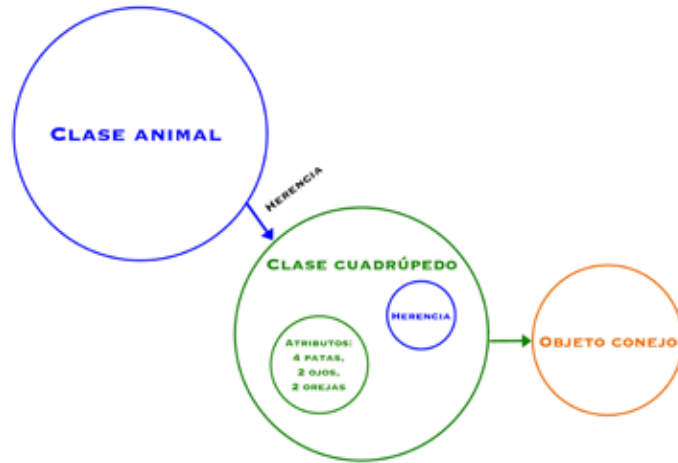 CLASE ANIMAL
HERENCIA
CLASE CUADRÚPEDO
HERENCIA
ATRIBUTOS:
4 PATAS,
2 OJOS,
2 OREJAS
OBJETO CONEJO